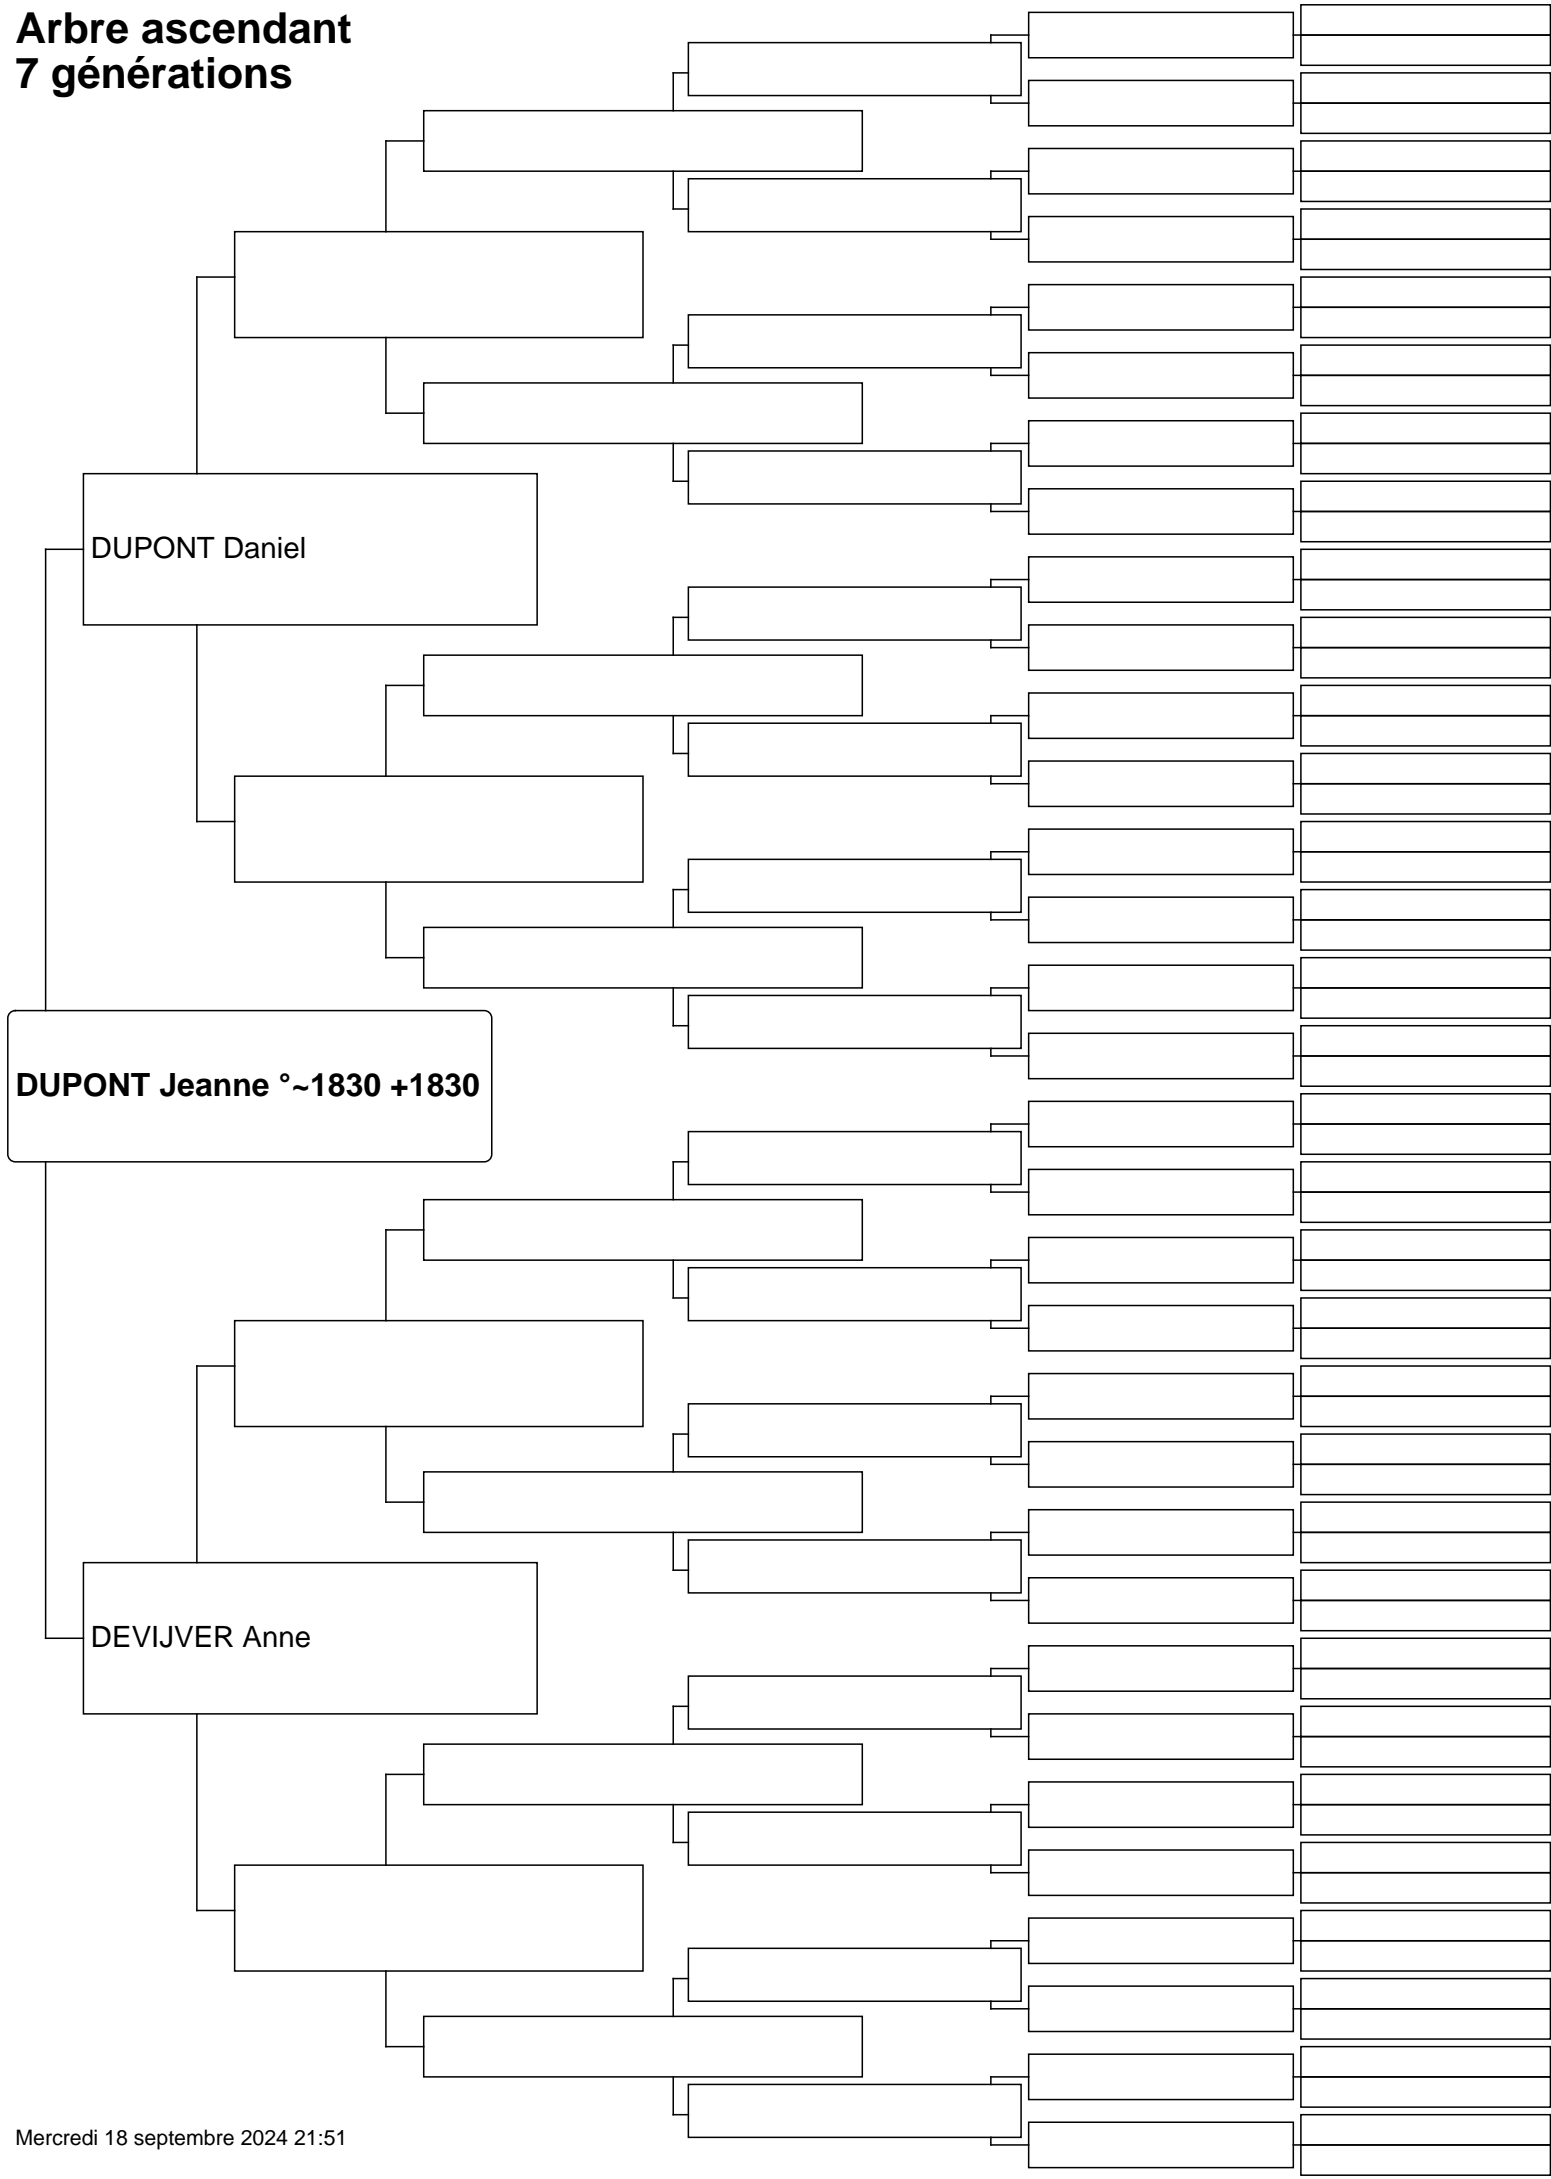 Arbre ascendant
7 générations
DUPONT Daniel
DUPONT Jeanne °~1830 +1830
DEVIJVER Anne
Mercredi 18 septembre 2024 21:51